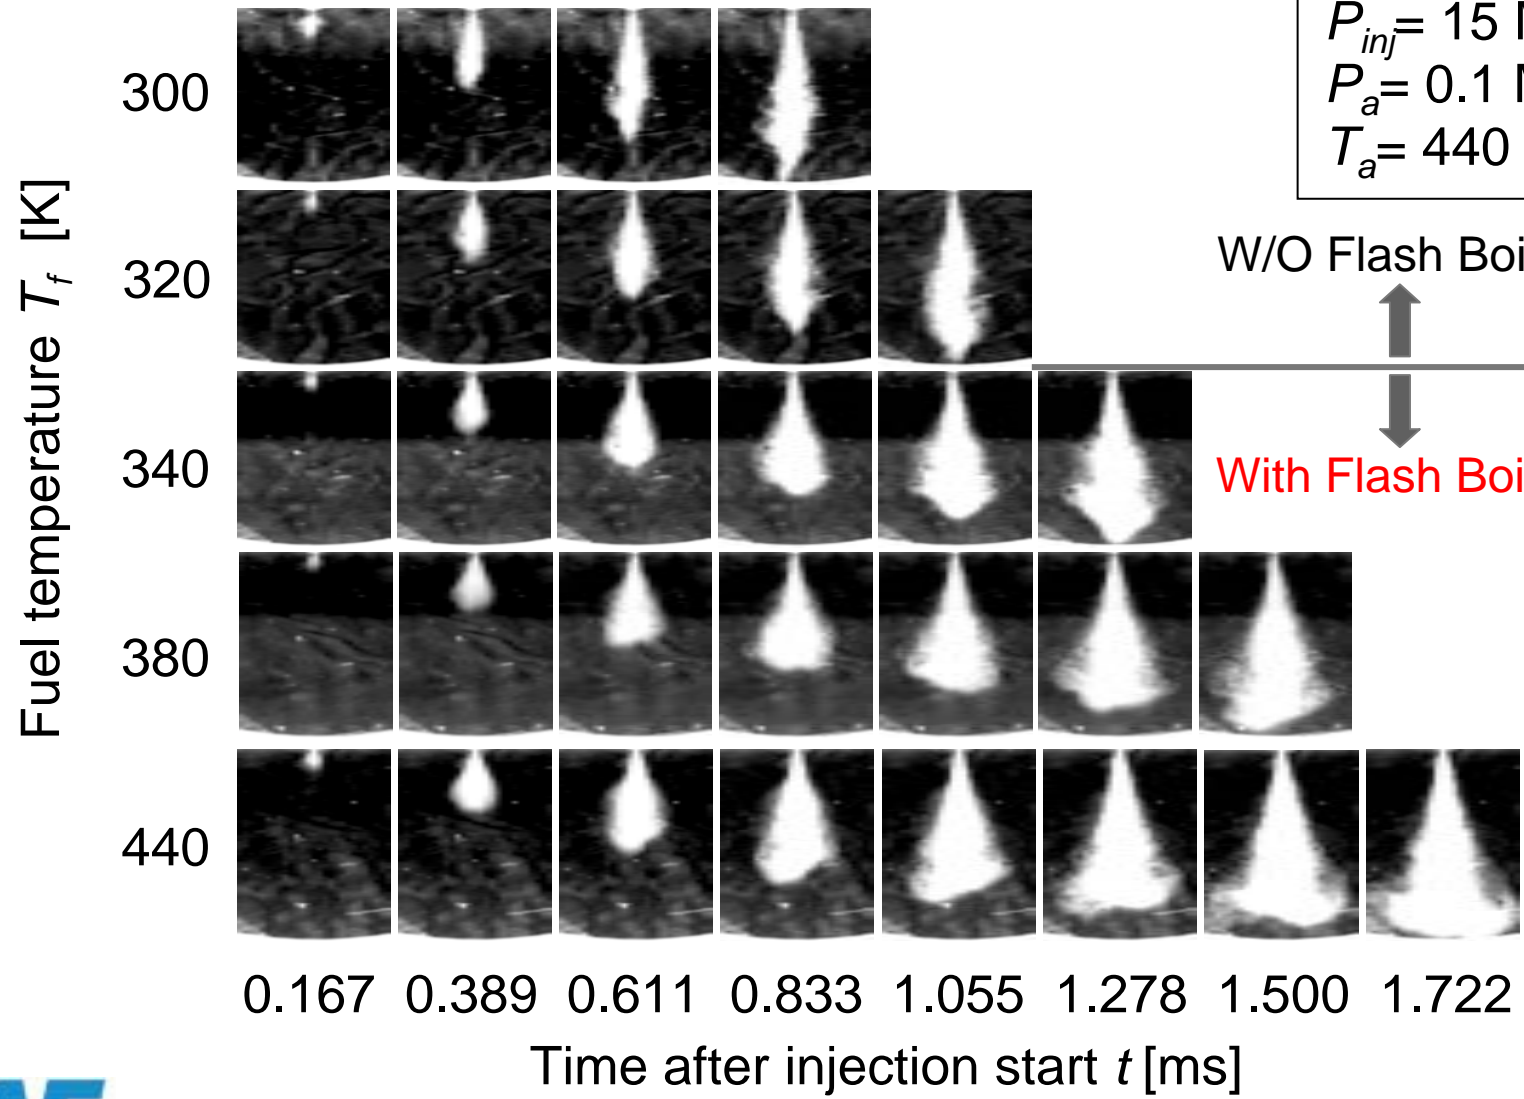 P_inj= 15 M
P_a= 0.1 M
T_a= 440
300
320
W/O Flash Boi
340
With Flash Boi
380
440
Fuel temperature T_f [K]
0.167 0.389 0.611 0.833 1.055 1.278 1.500 1.722
Time after injection start t [ms]